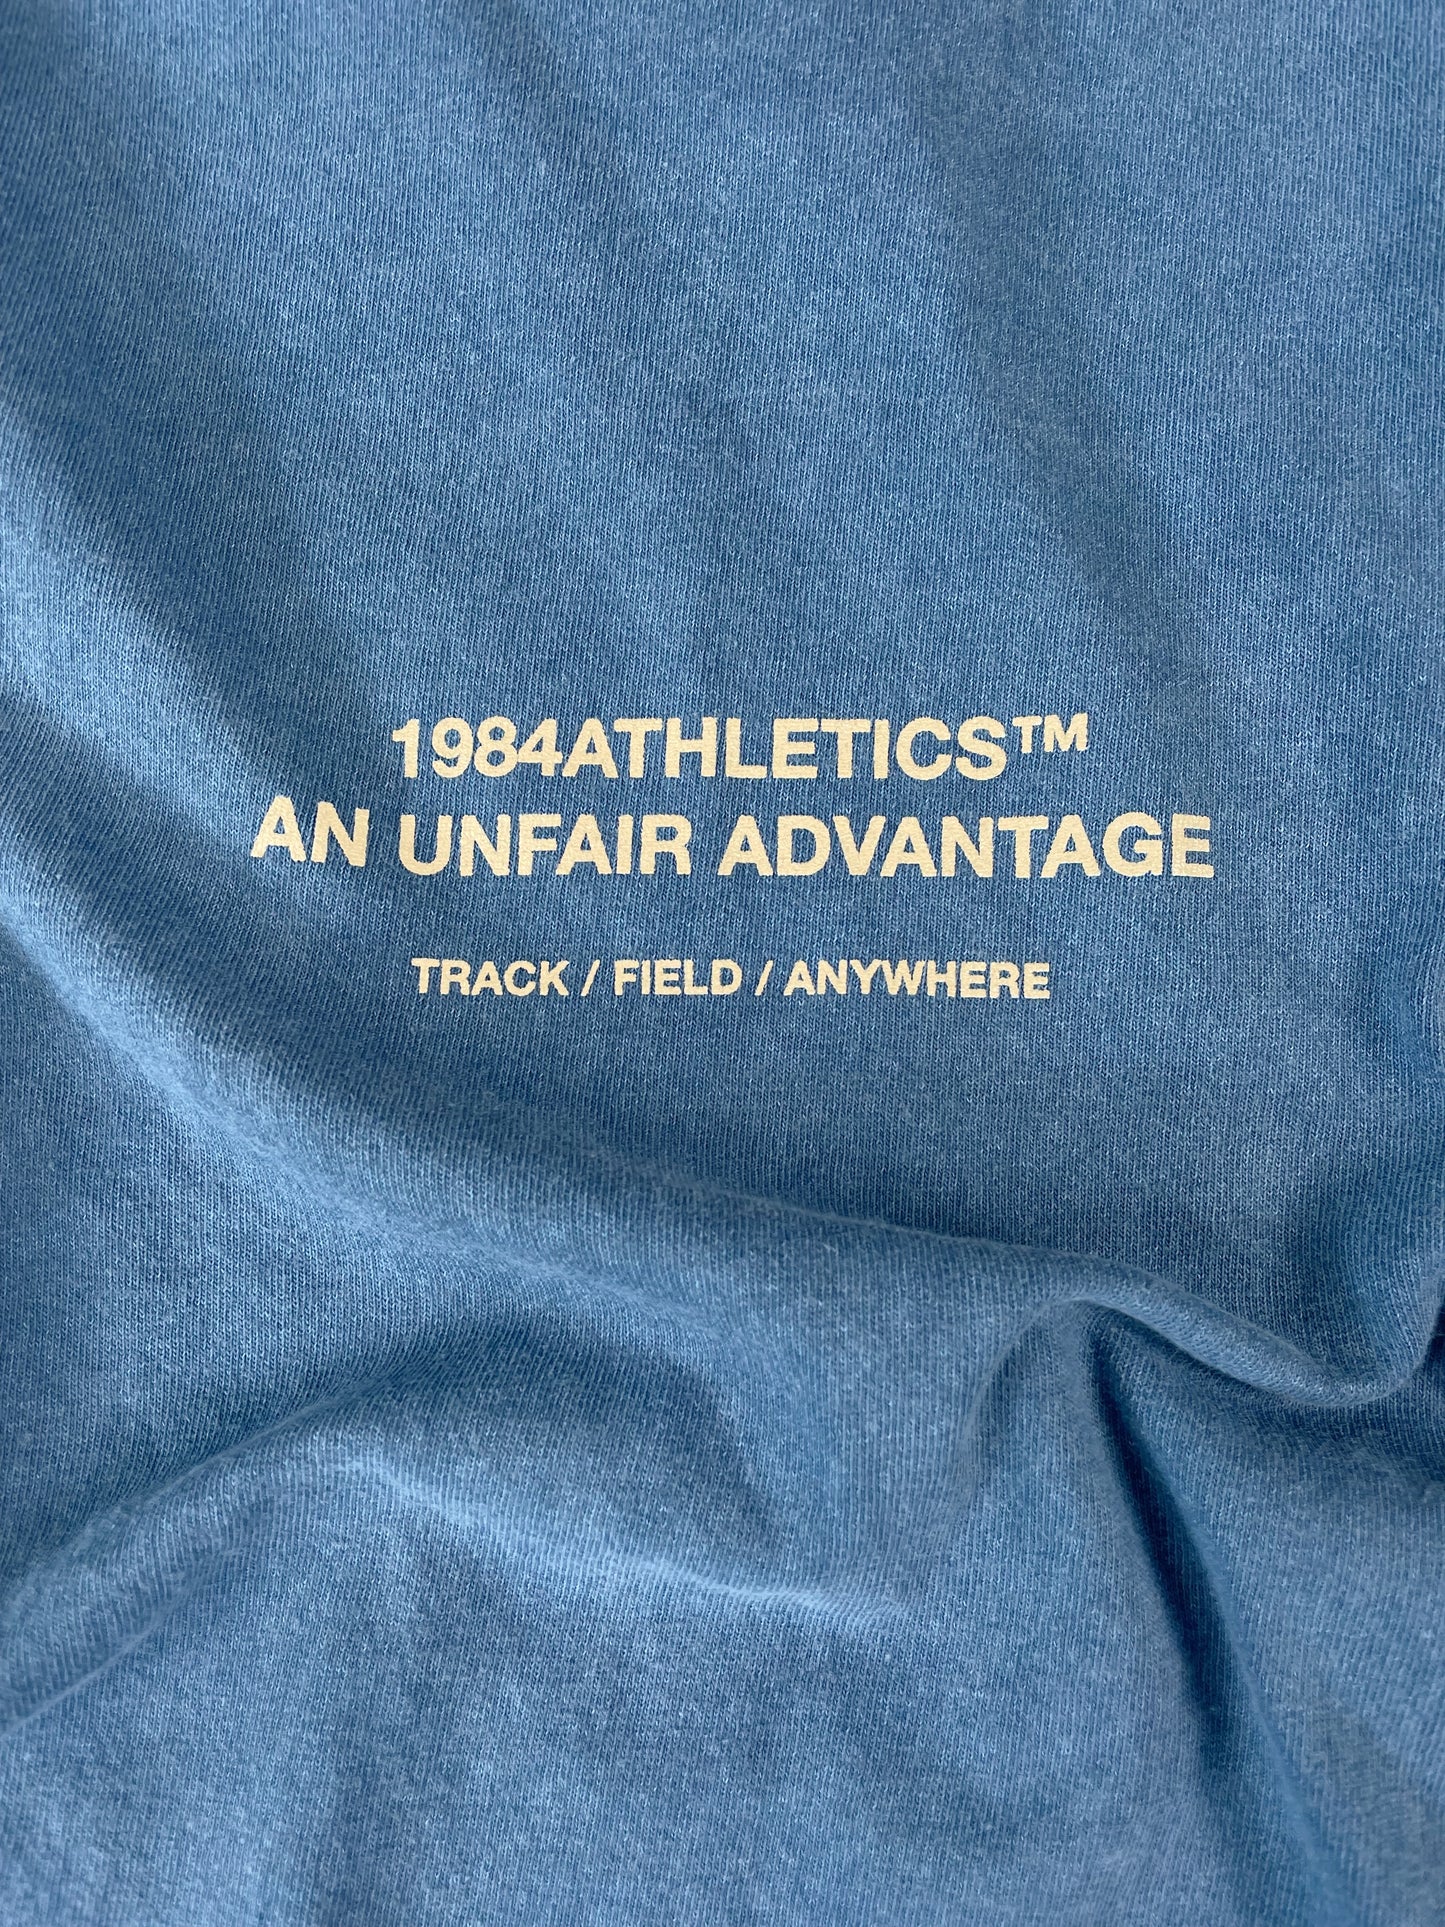 1984ATHLETICS™
AN UNFAIR ADVANTAGE
TRACK / FIELD / ANYWHERE